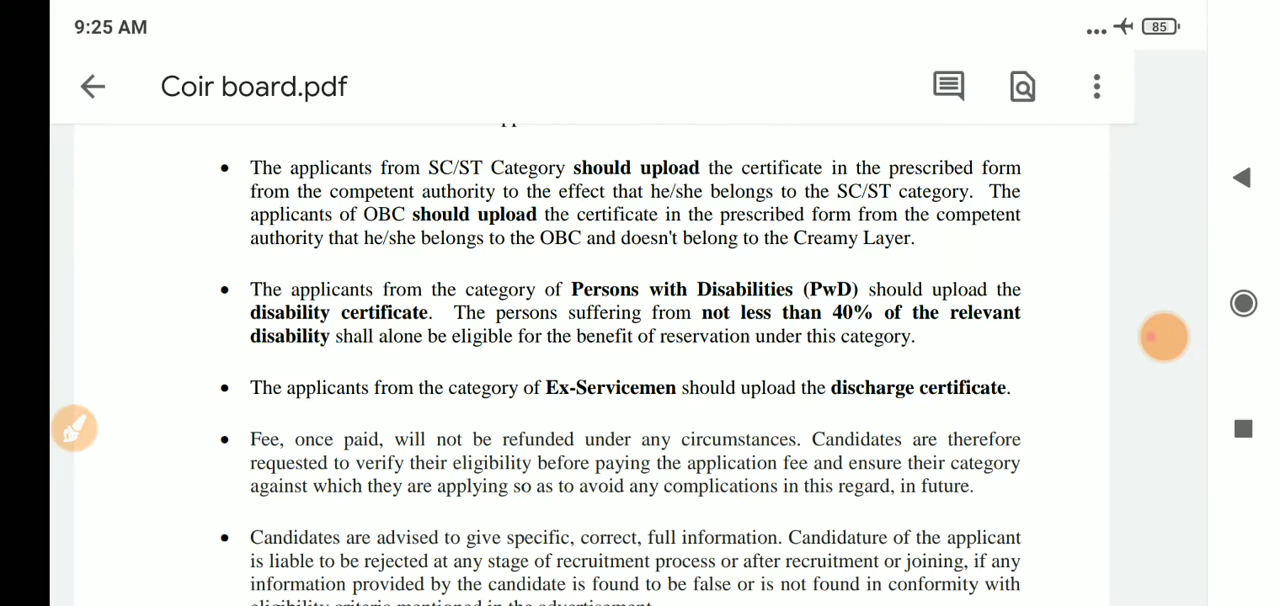 9:25 AM
85
Coir board.pdf
• The applicants from SC/ST Category should upload the certificate in the prescribed form
from the competent authority to the effect that he/she belongs to the SC/ST category. The
applicants of OBC should upload the certificate in the prescribed form from the competent
authority that he/she belongs to the OBC and doesn't belong to the Creamy Layer.
• The applicants from the category of Persons with Disabilities (PwD) should upload the
disability certificate. The persons suffering from not less than 40% of the relevant
disability shall alone be eligible for the benefit of reservation under this category.
• The applicants from the category of Ex-Servicemen should upload the discharge certificate.
• Fee, once paid, will not be refunded under any circumstances. Candidates are therefore
requested to verify their eligibility before paying the application fee and ensure their category
against which they are applying so as to avoid any complications in this regard, in future.
• Candidates are advised to give specific, correct, full information. Candidature of the applicant
is liable to be rejected at any stage of recruitment process or after recruitment or joining, if any
information provided by the candidate is found to be false or is not found in conformity with
eligibility criteria mentioned in the advertisement.